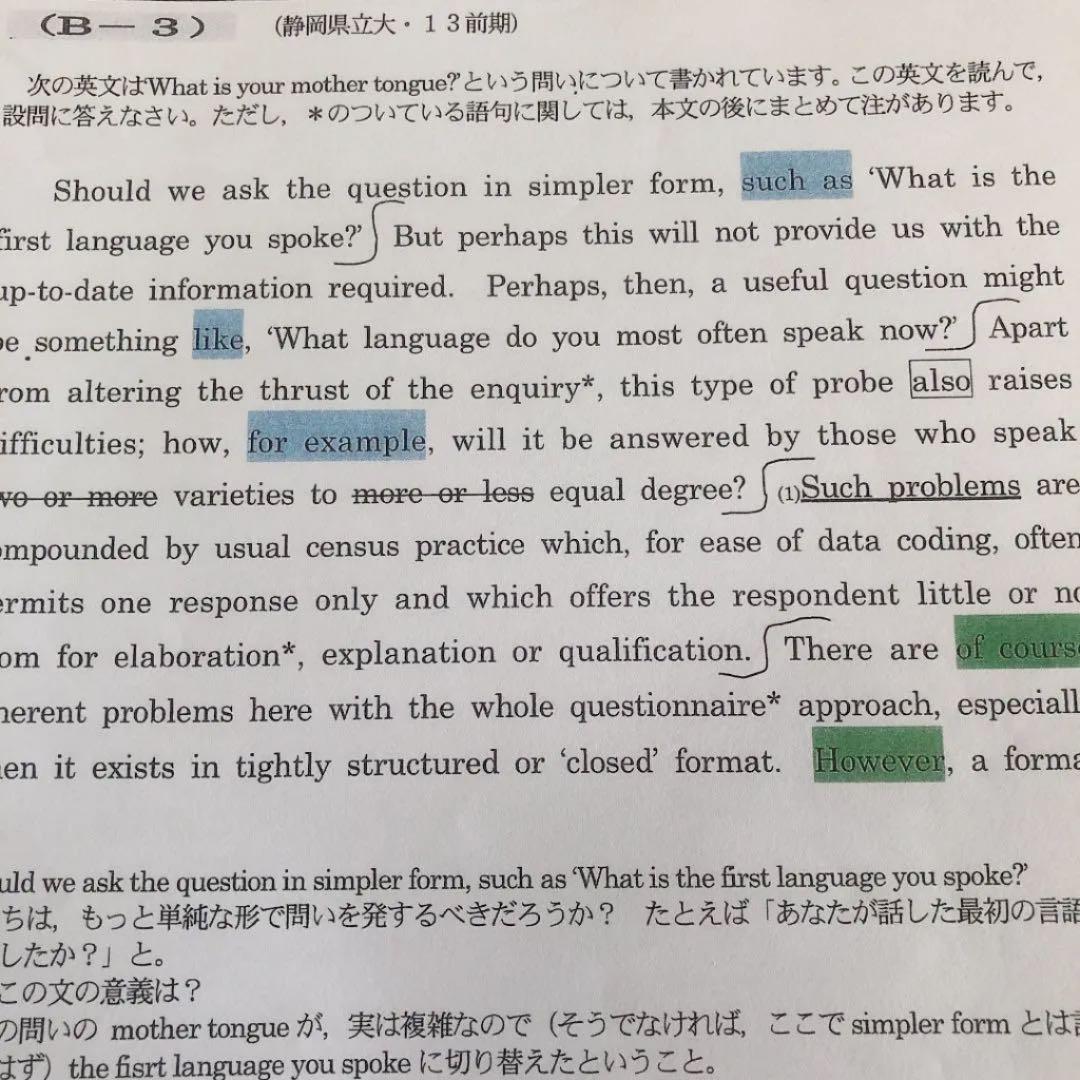 (B－3) (静岡県立大・13前期)
次の英文は'What is your mother tongue?'という問いについて書かれています。この英文を読んで,
設問に答えなさい。ただし, ＊のついている語句に関しては, 本文の後にまとめて注があります。
Should we ask the question in simpler form, such as ‘What is the
first language you spoke?’ But perhaps this will not provide us with the
up-to-date information required. Perhaps, then, a useful question might
be something like, ‘What language do you most often speak now?’ Apart
rom altering the thrust of the enquiry*, this type of probe also raises
ifficulties; how, for example, will it be answered by those who speak
wo or more varieties to more or less equal degree? (1)Such problems are
ompounded by usual census practice which, for ease of data coding, often
ermits one response only and which offers the respondent little or no
om for elaboration*, explanation or qualification. There are of course
herent problems here with the whole questionnaire* approach, especiall
en it exists in tightly structured or ‘closed’ format. However, a forma
uld we ask the question in simpler form, such as ‘What is the first language you spoke?’
ちは, もっと単純な形で問いを発するべきだろうか？ たとえば「あなたが話した最初の言語
したか？」と。
この文の意義は？
の問いの mother tongue が, 実は複雑なので（そうでなければ, ここで simpler form とは言
はず）the fisrt language you spoke に切り替えたということ。